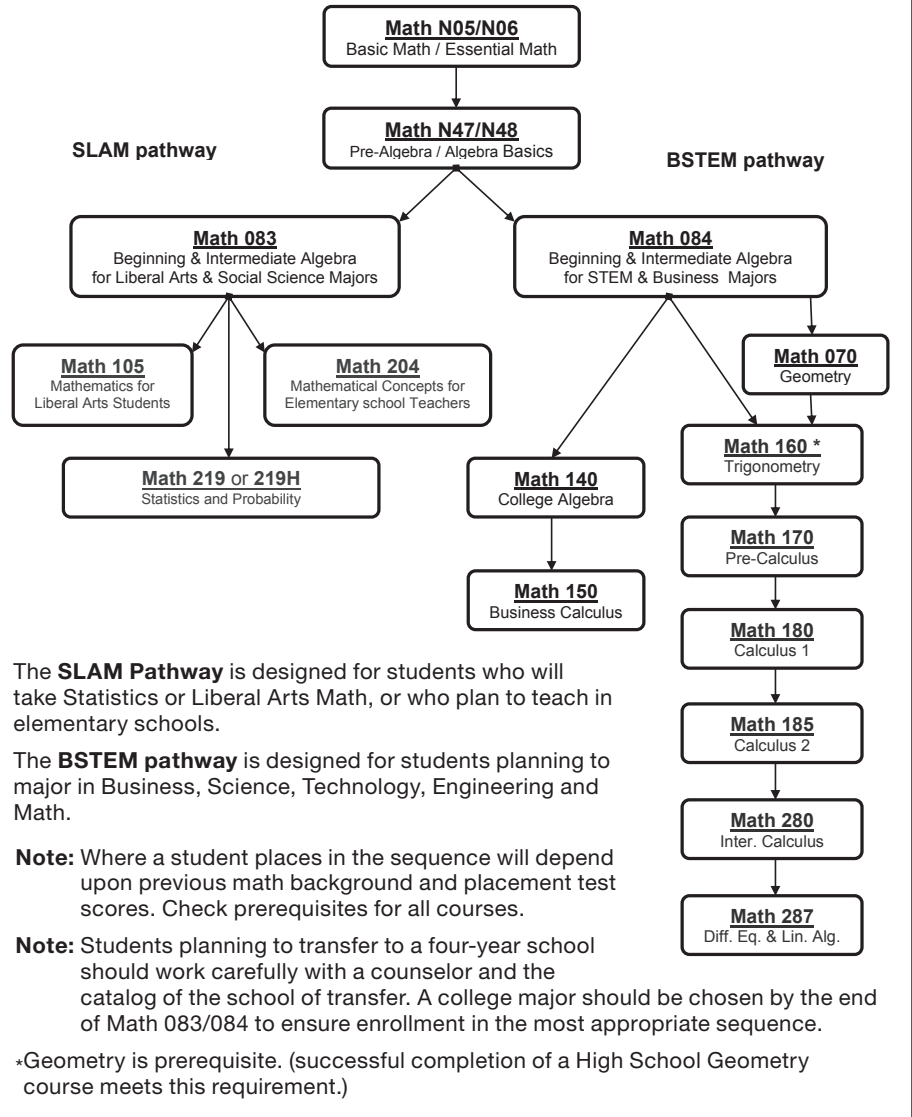 Math N05/N06
Basic Math / Essential Math
Math N47/N48
Pre-Algebra / Algebra Basics
SLAM pathway
BSTEM pathway
Math 083
Beginning & Intermediate Algebra
for Liberal Arts & Social Science Majors
Math 084
Beginning & Intermediate Algebra
for STEM & Business Majors
Math 105
Mathematics for
Liberal Arts Students
Math 204
Mathematical Concepts for
Elementary school Teachers
Math 070
Geometry
Math 219 or 219H
Statistics and Probability
Math 140
College Algebra
Math 160 *
Trigonometry
Math 150
Business Calculus
Math 170
Pre-Calculus
Math 180
Calculus 1
Math 185
Calculus 2
Math 280
Inter. Calculus
Math 287
Diff. Eq. & Lin. Alg.
The SLAM Pathway is designed for students who will
take Statistics or Liberal Arts Math, or who plan to teach in
elementary schools.
The BSTEM pathway is designed for students planning to
major in Business, Science, Technology, Engineering and
Math.
Note: Where a student places in the sequence will depend
upon previous math background and placement test
scores. Check prerequisites for all courses.
Note: Students planning to transfer to a four-year school
should work carefully with a counselor and the
catalog of the school of transfer. A college major should be chosen by the end
of Math 083/084 to ensure enrollment in the most appropriate sequence.
*Geometry is prerequisite. (successful completion of a High School Geometry
course meets this requirement.)